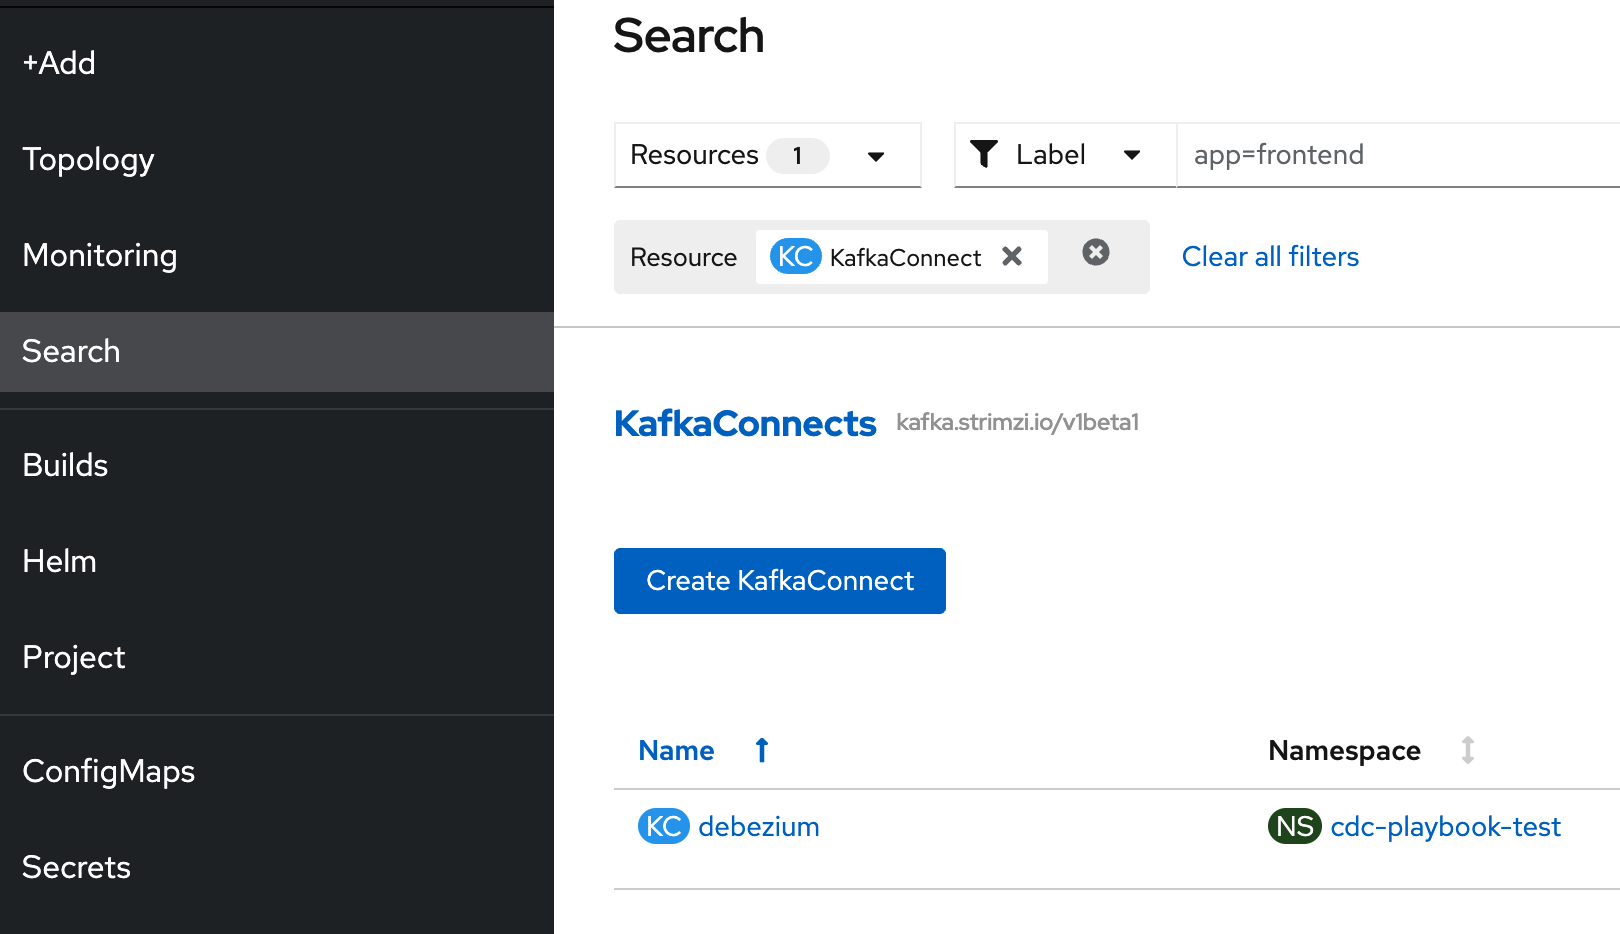 +Add
Topology
Monitoring
Search
Builds
Helm
Project
ConfigMaps
Secrets
Search
Resources 1
Label
app=frontend
Resource KC KafkaConnect Clear all filters
KafkaConnects kafka.strimzi.io/v1beta1
Create KafkaConnect
Name Namespace
KC debezium NS cdc-playbook-test